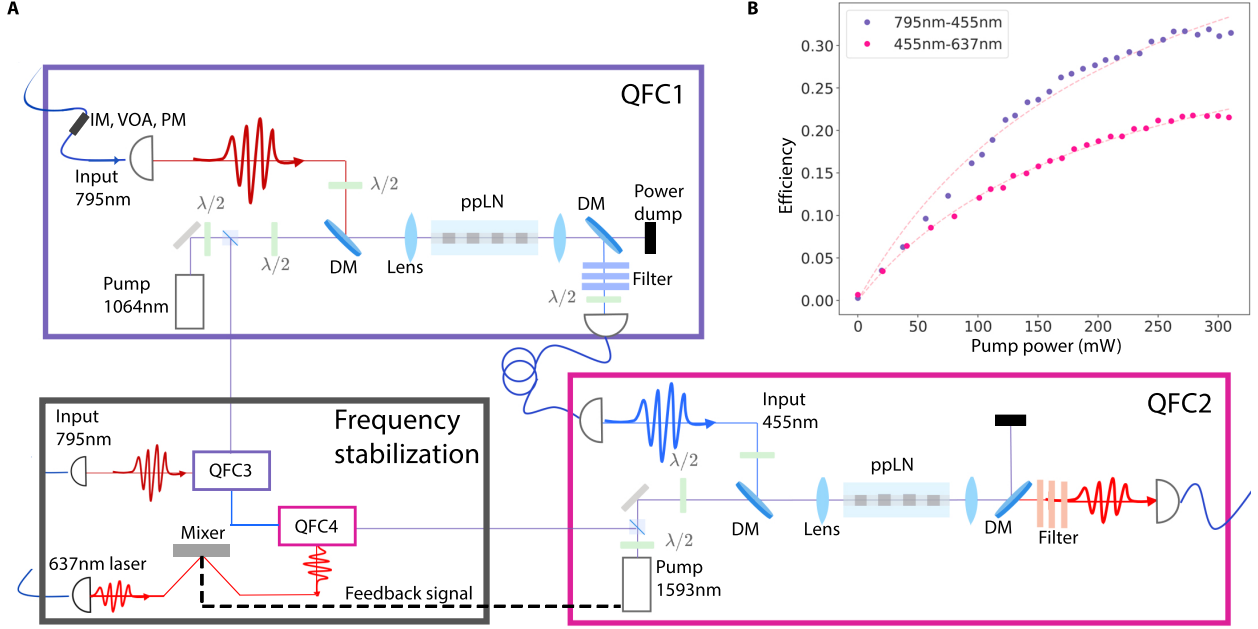 A
QFC1
IM, VOA, PM
Input
795nm
λ/2
λ/2
λ/2
Pump
1064nm
DM
Lens
ppLN
DM
Power
dump
Filter
λ/2
B
795nm-455nm
455nm-637nm
Efficiency
0.30
0.25
0.20
0.15
0.10
0.05
0.00
0
50
100
150
200
250
300
Pump power (mW)
Frequency
stabilization
Input
795nm
QFC3
QFC4
Mixer
637nm laser
Feedback signal
QFC2
Input
455nm
λ/2
λ/2
Pump
1593nm
DM
Lens
ppLN
DM
Filter